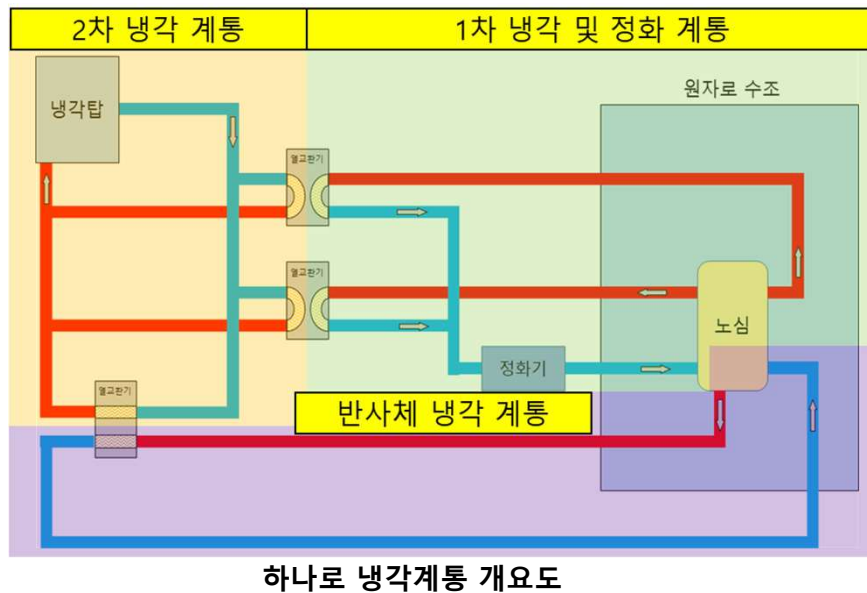 2차 냉각 계통
1차 냉각 및 정화 계통
냉각탑
원자로 수조
열교환기
열교환기
노심
정화기
열교환기
반사체 냉각 계통
하나로 냉각계통 개요도